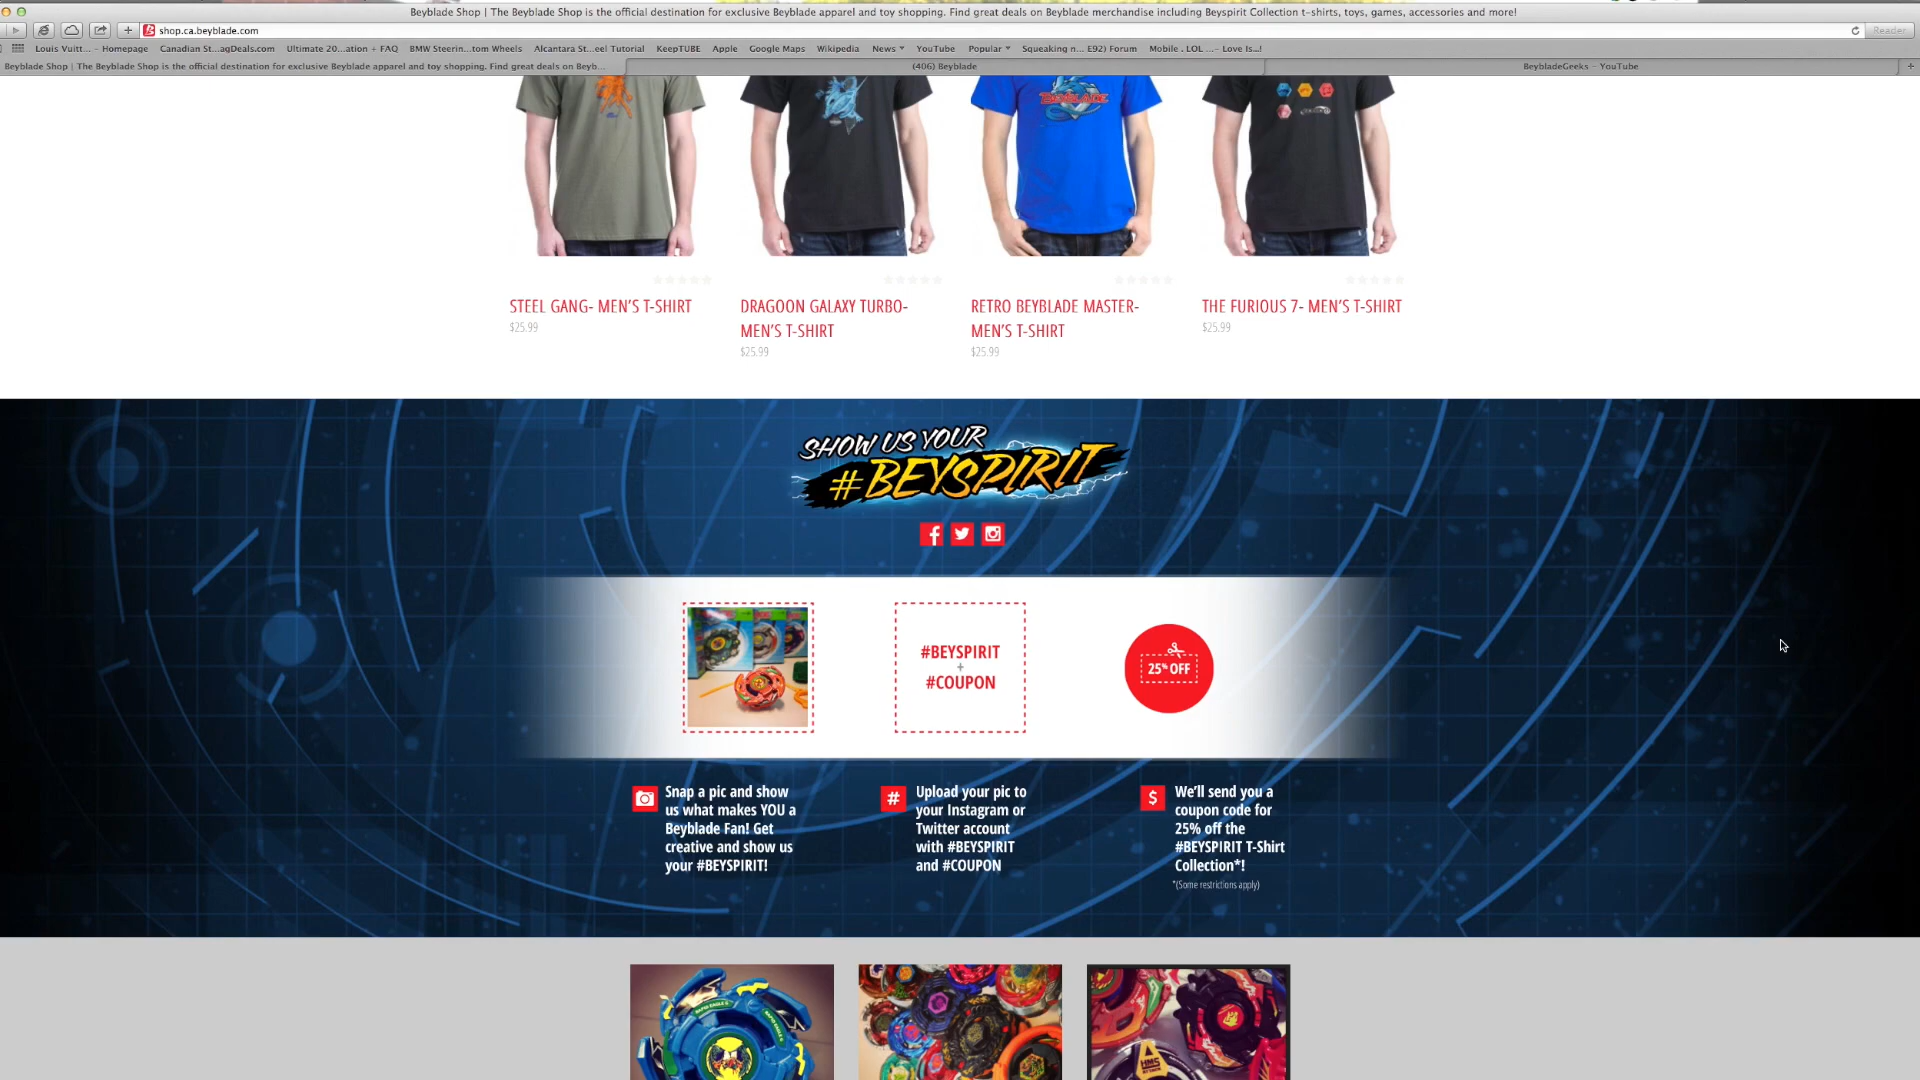 Beyblade Shop | The Beyblade Shop is the official destination for exclusive Beyblade apparel and toy shopping. Find great deals on Beyblade merchandise including Beyspirit Collection t-shirts, toys, games, accessories and more!
shop.ca.beyblade.com
Reader
Louis Vuitt... – Homepage Canadian St...agDeals.com Ultimate 20...ation + FAQ BMW Steerin...tom Wheels Alcantara St...eel Tutorial KeepTUBE Apple Google Maps Wikipedia News YouTube Popular Squeaking n... E92) Forum Mobile . LOL ...– Love Is...!
Beyblade Shop | The Beyblade Shop is the official destination for exclusive Beyblade apparel and toy shopping. Find great deals on Beyb...
(406) Beyblade
BeybladeGeeks – YouTube
BEYBLADE
STEEL GANG- MEN'S T-SHIRT
$25.99
DRAGOON GALAXY TURBO-
MEN'S T-SHIRT
$25.99
RETRO BEYBLADE MASTER-
MEN'S T-SHIRT
$25.99
THE FURIOUS 7- MEN'S T-SHIRT
$25.99
SHOW US YOUR
#BEYSPIRIT
#BEYSPIRIT
+
#COUPON
25% OFF
Snap a pic and show
us what makes YOU a
Beyblade Fan! Get
creative and show us
your #BEYSPIRIT!
#
Upload your pic to
your Instagram or
Twitter account
with #BEYSPIRIT
and #COUPON
$
We'll send you a
coupon code for
25% off the
#BEYSPIRIT T-Shirt
Collection*!
*(Some restrictions apply)
HMS